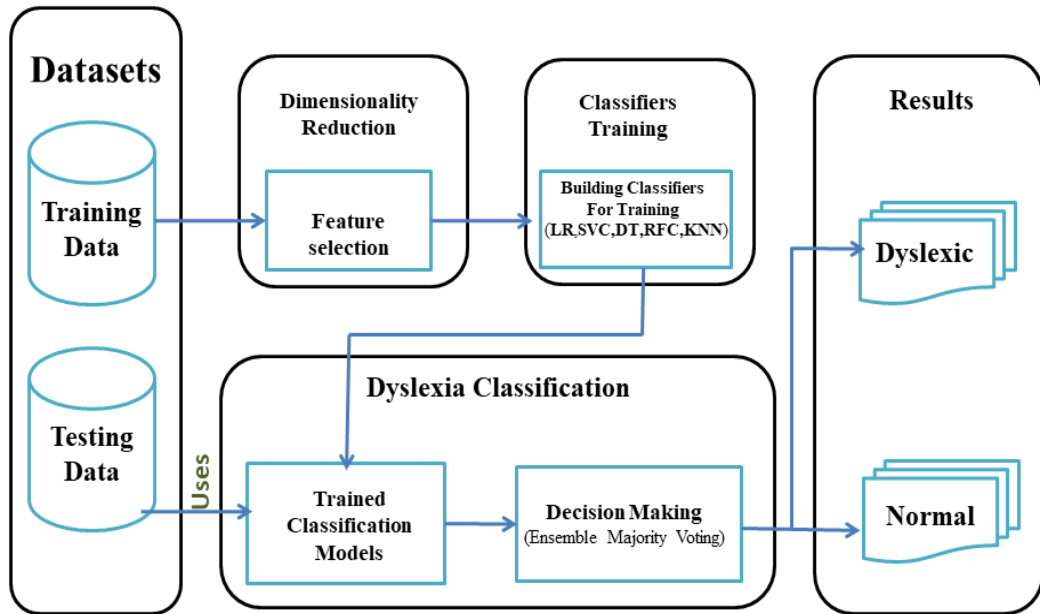 Datasets
Training
Data
Testing
Data
Dimensionality
Reduction
Feature
selection
Classifiers
Training
Building Classifiers
For Training
(LR,SVC,DT,RFC,KNN)
Uses
Dyslexia Classification
Trained
Classification
Models
Decision Making
(Ensemble Majority Voting)
Results
Dyslexic
Normal